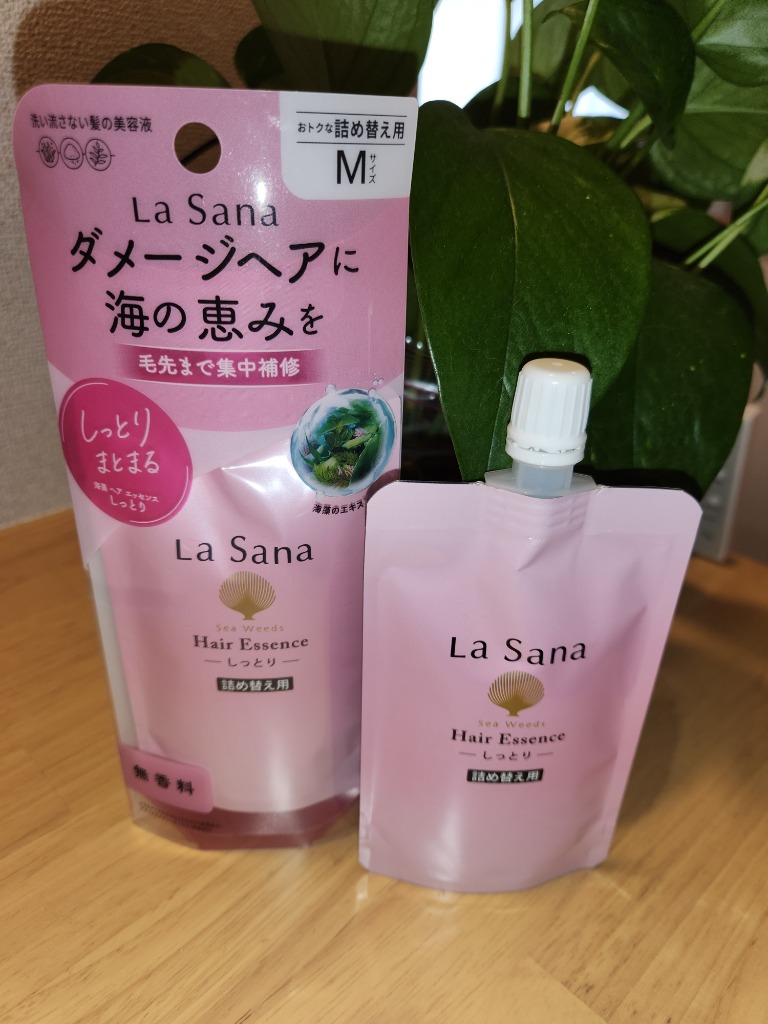 洗い流さない髪の美容液
おトクな詰め替え用
Mサイズ
La Sana
ダメージヘアに
海の恵みを
毛先まで集中補修
しっとり
まとまる
海藻 ヘア エッセンス
しっとり
海藻のエキス
La Sana
Sea Weeds
Hair Essence
しっとり
詰め替え用
無香料
La Sana
Sea Weeds
Hair Essence
しっとり
詰め替え用